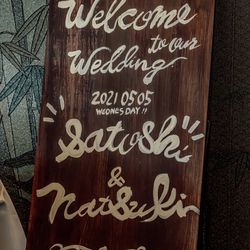 Welcome
to our
Wedding
2021 05 05
WEDNESDAY!!
Satoshi
&
Natsuki